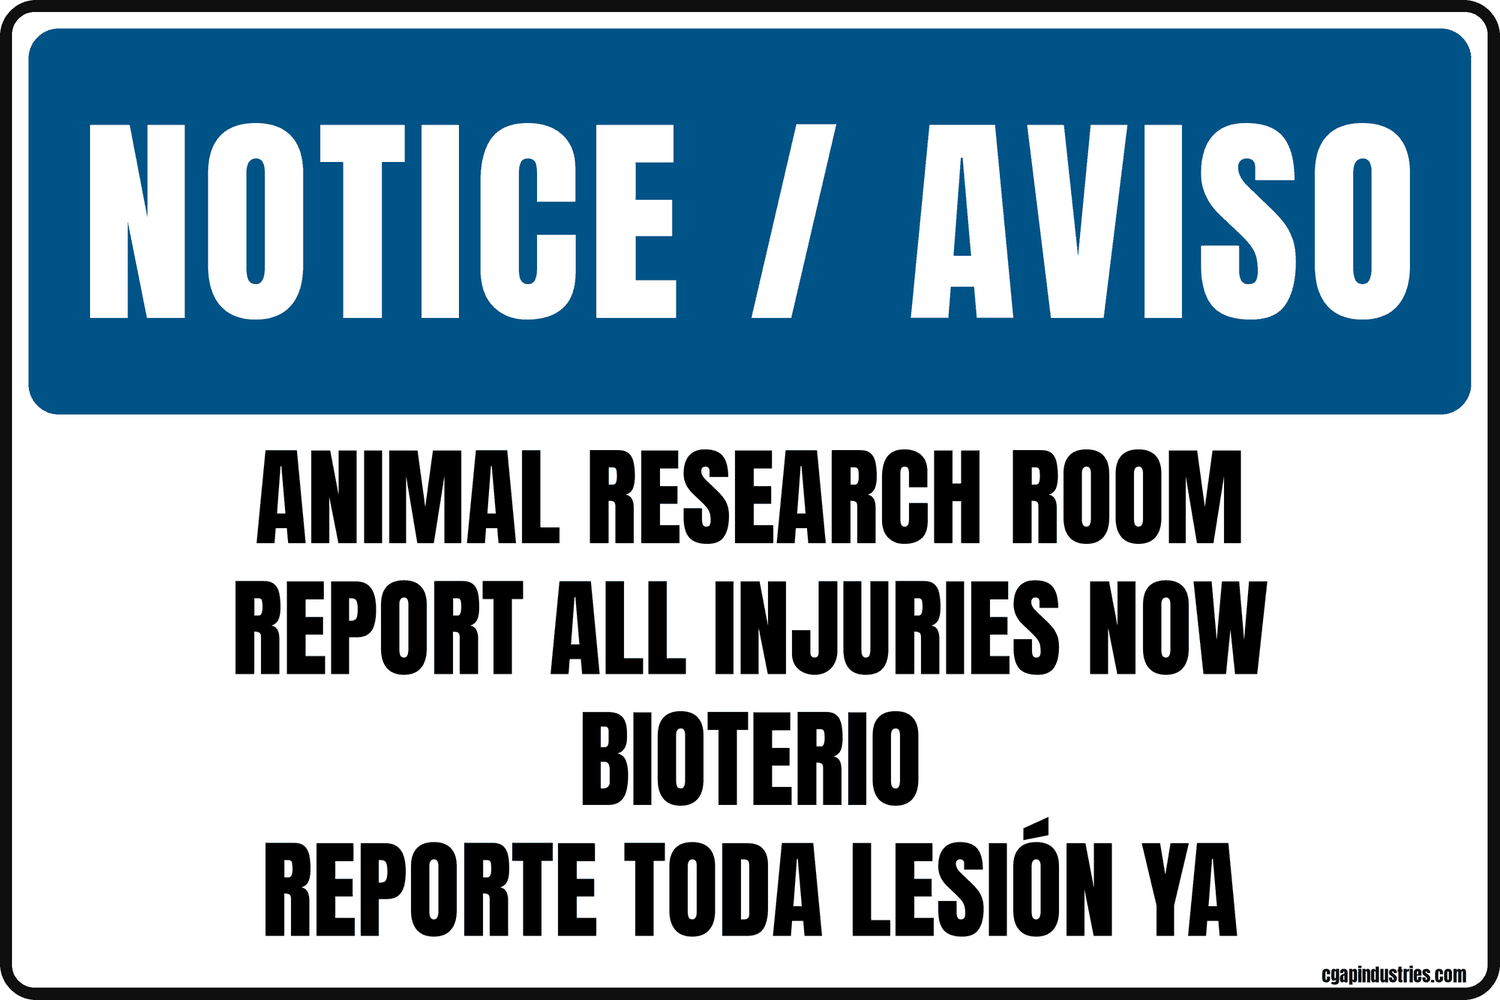 NOTICE / AVISO
ANIMAL RESEARCH ROOM
REPORT ALL INJURIES NOW
BIOTERIO
REPORTE TODA LESIÓN YA
cgapindustries.com